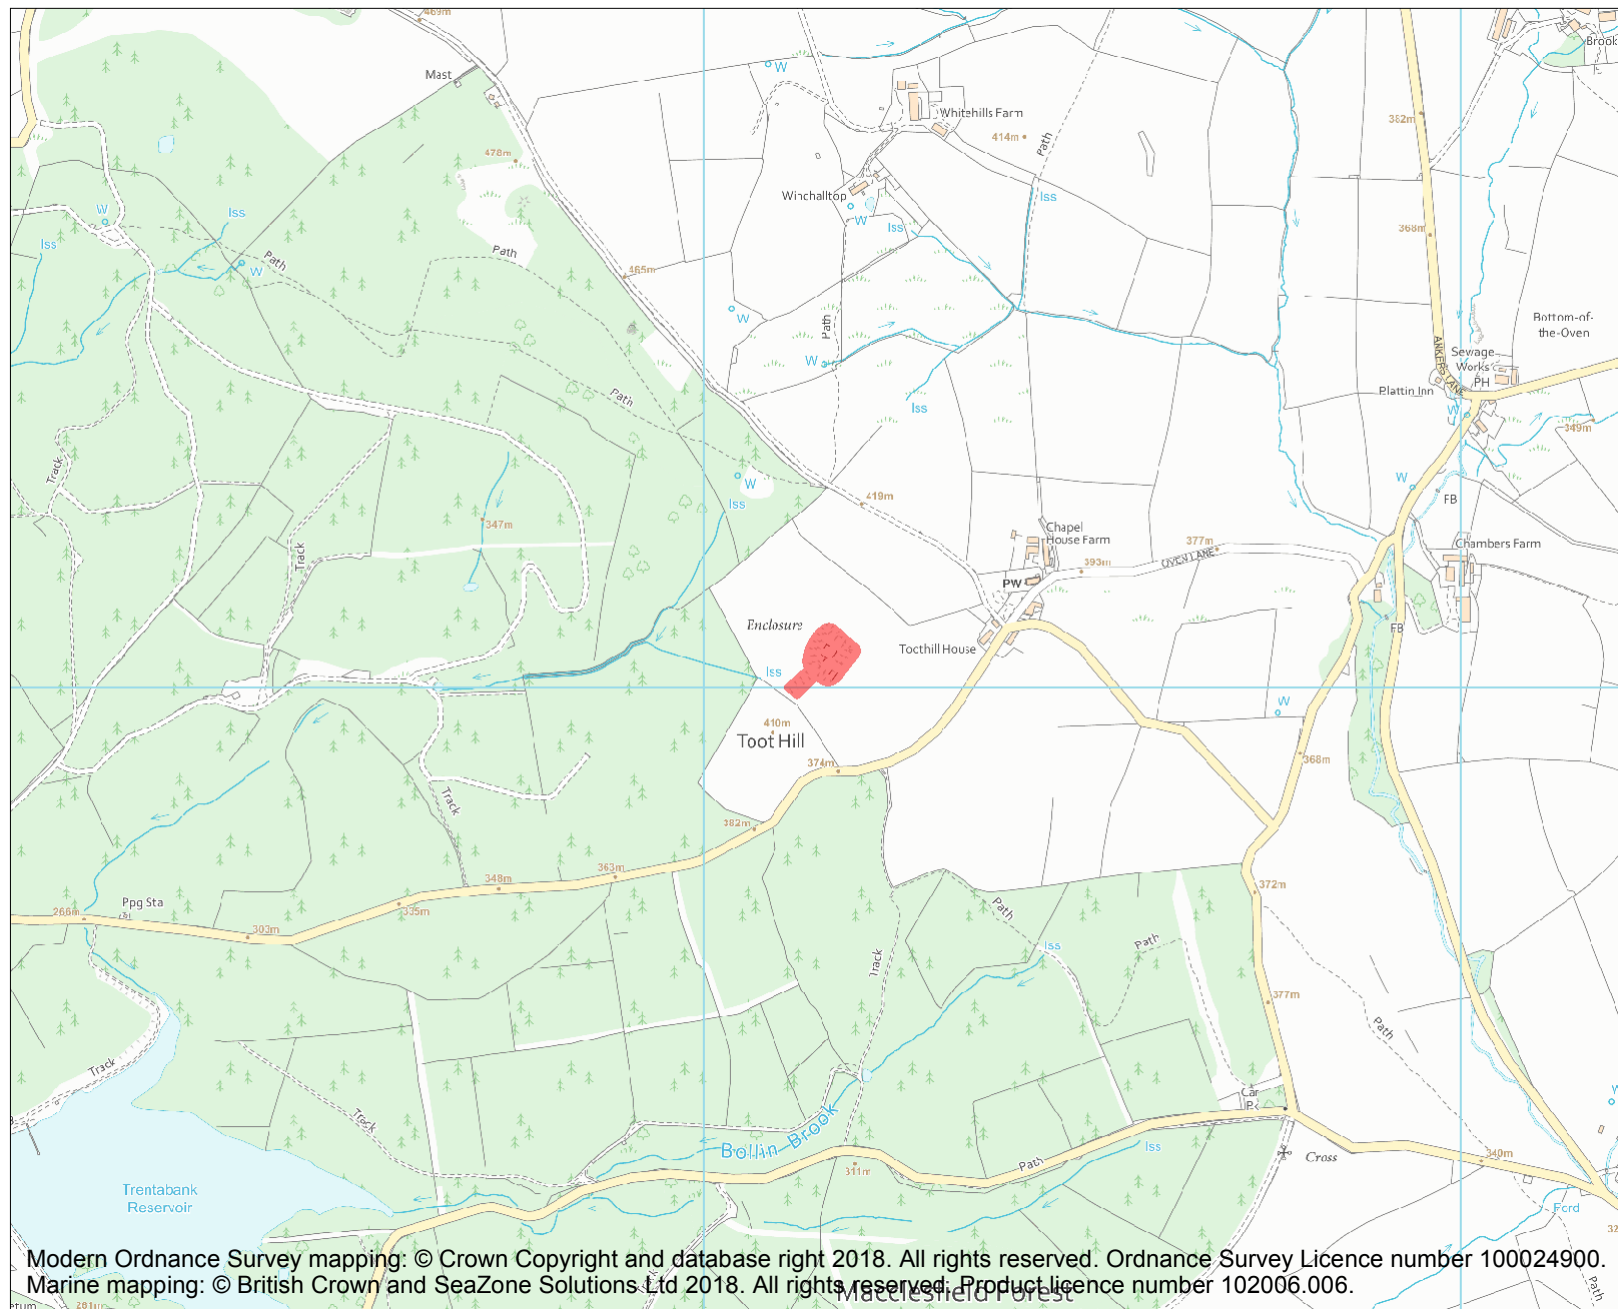 469m
Brook
Mast
W
Whitehills Farm
382m
414m
Path
478m
Winchalltop
Iss
W
Iss
W
Iss
Iss
368m
Path
Path
W
465m
W
Path
Bottom-of-
the-Oven
Sewage
Works
PH
AKKERS LANE
W
Plattin Inn
Path
Iss
W
349m
Track
W
W
419m
Iss
FB
347m
Chapel
House Farm
377m
Chambers Farm
Track
OVEN LANE
393m
PW
Enclosure
FB
Tocthill House
Iss
W
410m
Toot Hill
374m
368m
Track
382m
363m
348m
372m
Ppg Sta
266m
335m
Path
303m
Path
Iss
Track
377m
Path
Track
Car
W
Track
Bollin Brook
Iss
Cross
340m
Path
311m
Trentabank
Reservoir
Path
Ford
Modern Ordnance Survey mapping: © Crown Copyright and database right 2018. All rights reserved. Ordnance Survey Licence number 100024900.
Marine mapping: © British Crown and SeaZone Solutions Ltd 2018. All rights reserved. Product licence number 102006.006.
Macclesfield Forest
Path
281m
etum